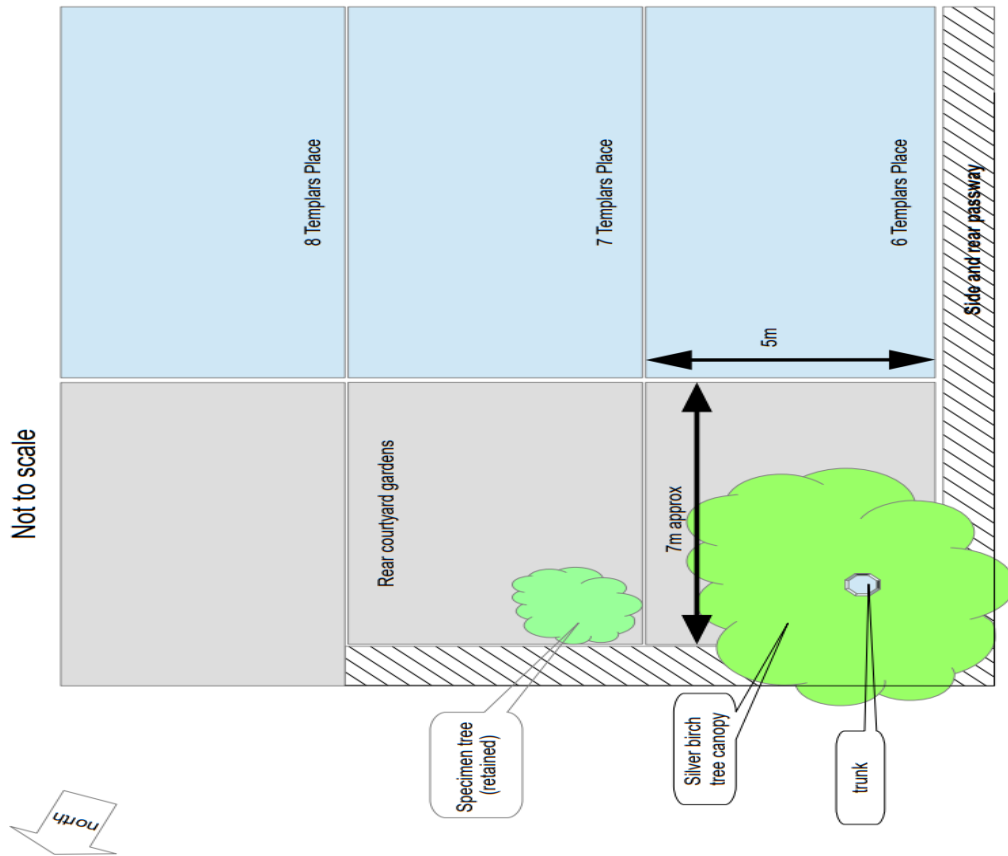 Not to scale
8 Templars Place
7 Templars Place
6 Templars Place
Side and rear passway
5m
Rear courtyard gardens
7m approx
Specimen tree
(retained)
Silver birch
tree canopy
trunk
north